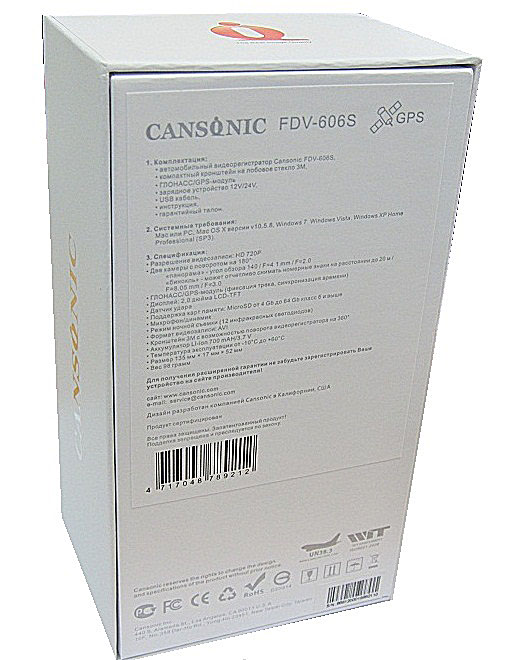 CANSONIC FDV-606S GPS
1. Комплектация:
• автомобильный видеорегистратор Cansonic FDV-606S,
• компактный кронштейн на лобовое стекло 3M,
• ГЛОНАСС/GPS-модуль
• зарядное устройство 12V/24V,
• USB кабель,
• инструкция,
• гарантийный талон.
2. Системные требования:
Mac или PC, Mac OS X версии v10.5.8, Windows 7 Windows Vista, Windows XP Home
Professional (SP3).
3. Спецификация:
• Разрешение видеозаписи: HD 720P
• Две камеры с поворотом на 180°:
«панорама» - угол обзора 140 / F=4.1 mm / F=2.0
«бинокль» - может отчетливо снимать номерные знаки на расстоянии до 20 м /
F=8.05 mm / F=3.0
• ГЛОНАСС/GPS-модуль (фиксация трека, синхронизация времени)
• Дисплей: 2,0 дюйма LCD-TFT
• Датчик удара
• Поддержка карт памяти: MicroSD от 4 Gb до 64 Gb класс 6 и выше
• Микрофон/динамик
• Режим ночной съемки (12 инфракрасных светодиодов)
• Формат видеозаписи: AVI
• Кронштейн 3M с возможностью поворота видеорегистратора на 360°
• Аккумулятор Li-Ion 700 mAH/3.7 V
• Температура эксплуатации от -10°C до +60°C
• Размер 135 мм × 17 мм × 52 мм
• Вес 98 грамм
Для получения расширенной гарантии не забудьте зарегистрировать Ваше
устройство на сайте производителя!
сайт: www.cansonic.com
e-mail: service@cansonic.com
Дизайн разработан компанией Cansonic в Калифорнии, США
Продукт сертифицирован
Все права защищены. Запатентованный продукт!
Подделка запрещена и преследуется по закону.
4 717048 789212
CANSONIC
UN38.3
WIT
Cansonic reserves the rights to change the design
and specifications of the product.
FC CE RoHS
Cansonic Inc.